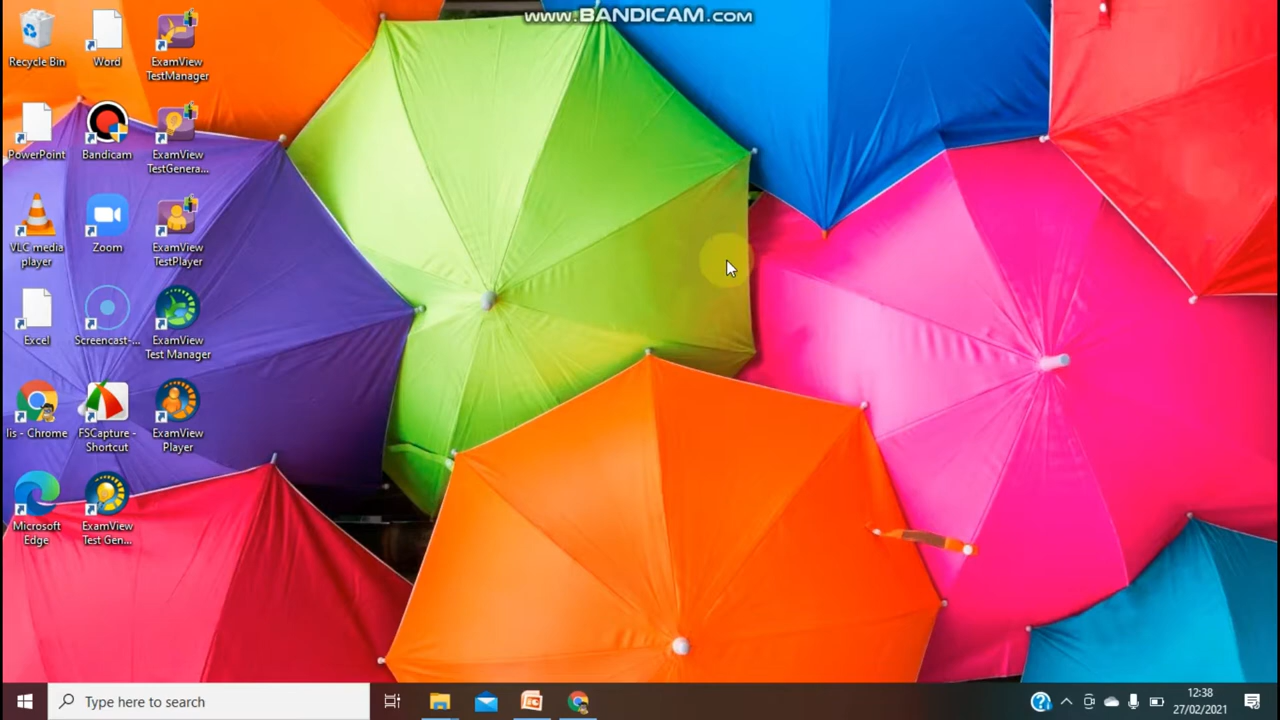 www.BANDICAM.com
Recycle Bin
Word
ExamView
TestManager
PowerPoint
Bandicam
ExamView
TestGenera...
VLC media
player
Zoom
ExamView
TestPlayer
Excel
Screencast-...
ExamView
Test Manager
lis - Chrome
FSCapture -
Shortcut
ExamView
Player
Microsoft
Edge
ExamView
Test Gen...
Type here to search
12:38
27/02/2021